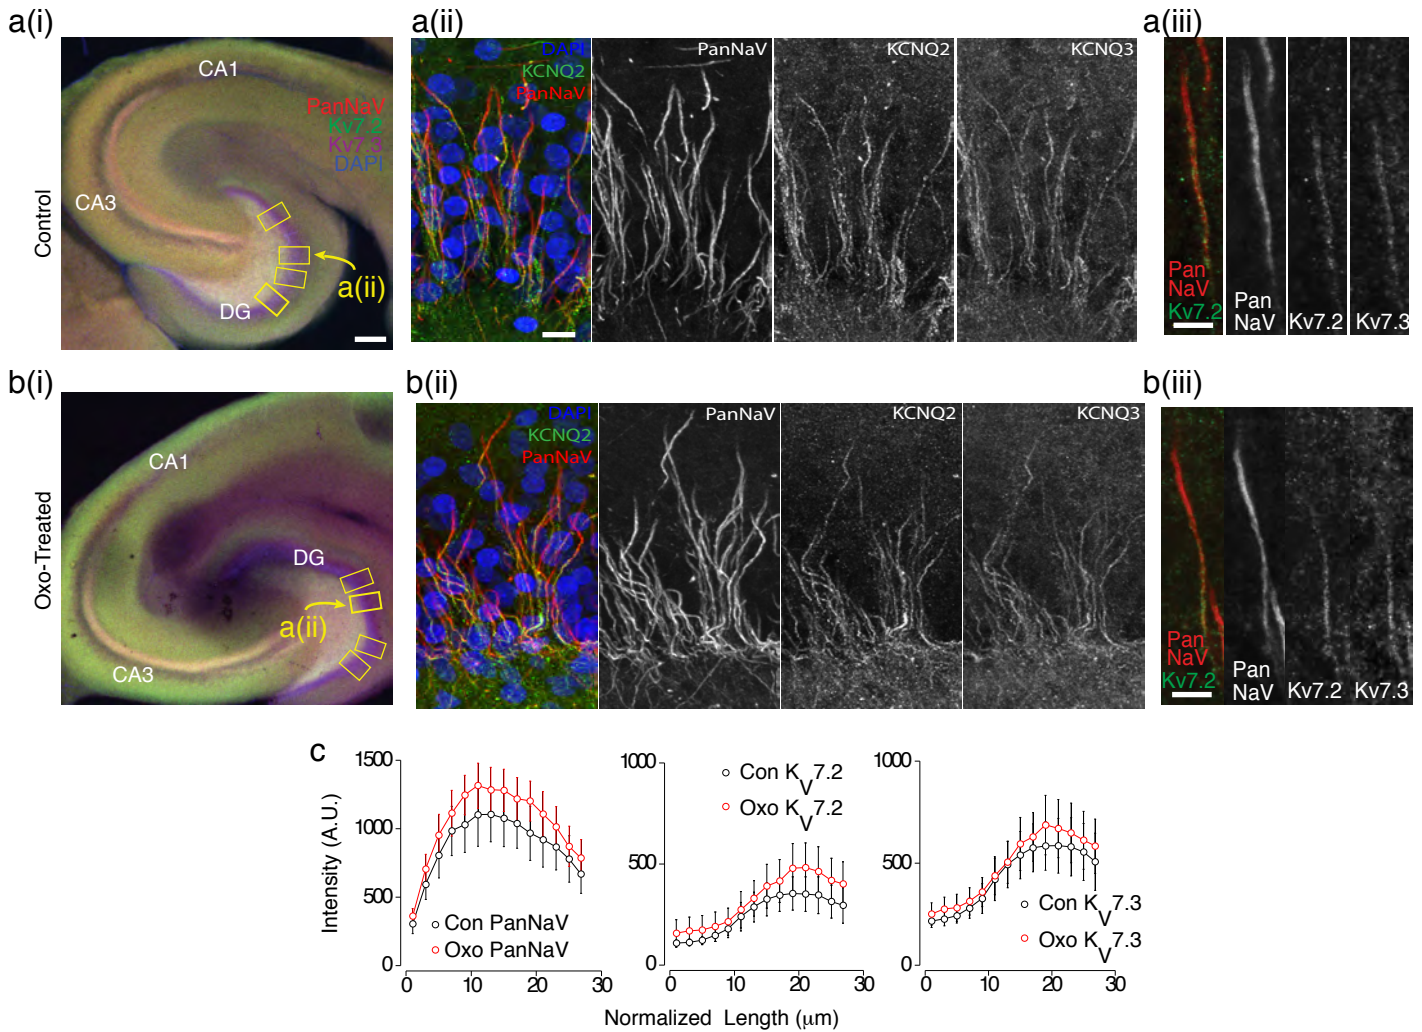 a(i)
a(ii)
a(iii)
Control
CA1
PanNaV
Kv7.2
Kv7.3
DAPI
CA3
DG
a(ii)
DAPI
KCNQ2
PanNaV
PanNaV
KCNQ2
KCNQ3
Pan
NaV
Kv7.2
Pan
NaV
Kv7.2
Kv7.3
b(i)
b(ii)
b(iii)
Oxo-Treated
CA1
DG
a(ii)
CA3
DAPI
KCNQ2
PanNaV
PanNaV
KCNQ2
KCNQ3
Pan
NaV
Kv7.2
Pan
NaV
Kv7.2
Kv7.3
c
Intensity (A.U.)
1500
1000
500
0
Con PanNaV
Oxo PanNaV
0 10 20 30
1000
500
0
Con KV7.2
Oxo KV7.2
0 10 20 30
1000
500
0
Con KV7.3
Oxo KV7.3
0 10 20 30
Normalized Length (μm)